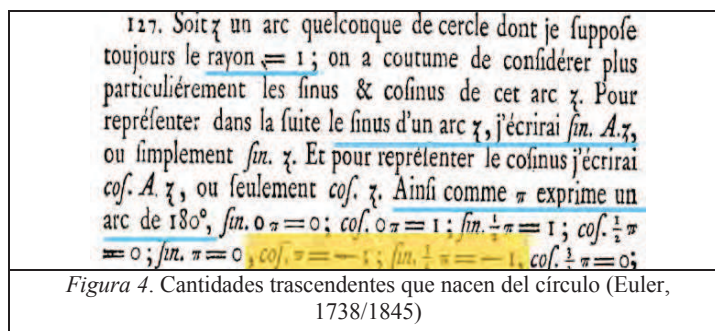 127. Soit z un arc quelconque de cercle dont je ſuppoſe
toujours le rayon = 1 ; on a coutume de conſidérer plus
particuliérement les ſinus & coſinus de cet arc z. Pour
repréſenter dans la ſuite le ſinus d'un arc z, j'écrirai ſin. A.z,
ou ſimplement ſin. z. Et pour repréſenter le coſinus j'écrirai
coſ. A. z, ou ſeulement coſ. z. Ainſi comme π exprime un
arc de 180°, ſin. 0 π = 0 ; coſ. 0 π = 1 ; ſin. ½ π = 1 ; coſ. ½ π
= 0 ; ſin. π = 0 , coſ. π = — 1 ; ſin. π = — 1, coſ. π = 0 ;
Figura 4. Cantidades trascendentes que nacen del círculo (Euler,
1738/1845)